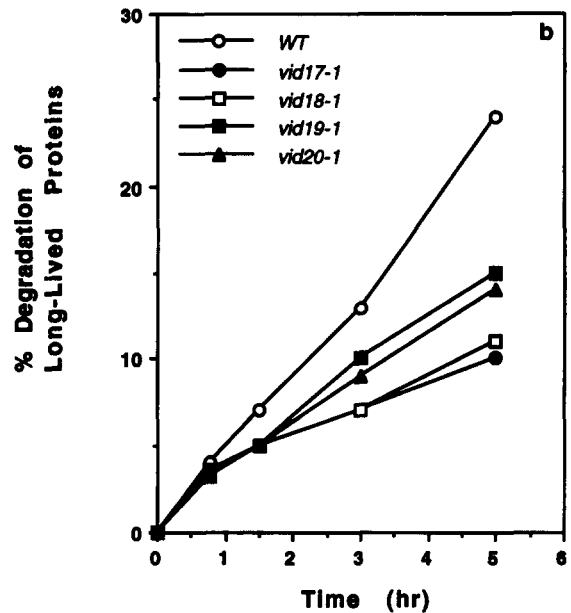 b
WT
vid17-1
vid18-1
vid19-1
vid20-1
% Degradation of
Long-Lived Proteins
30
20
10
0
0 1 2 3 4 5 6
Time (hr)